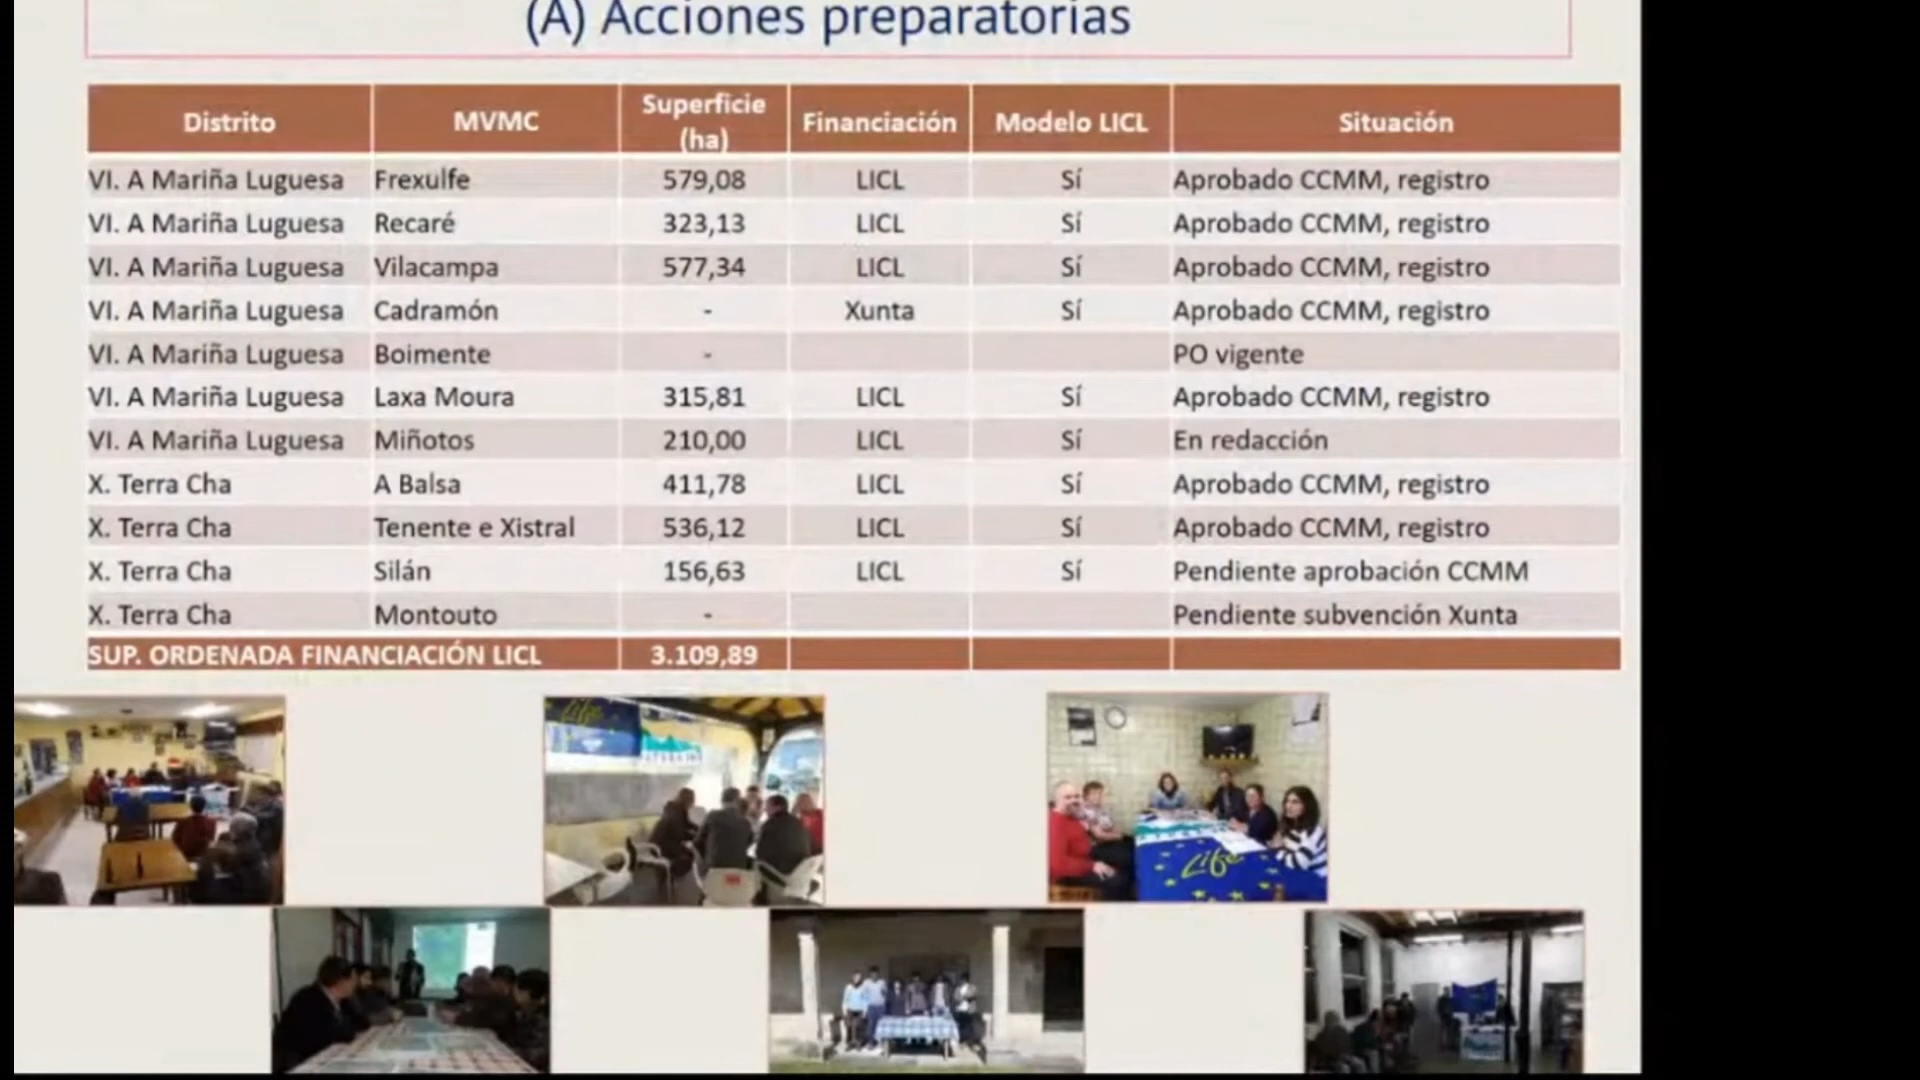 (A) Acciones preparatorias
Distrito MVMC Superficie (ha) Financiación Modelo LICL Situación
VI. A Mariña Luguesa Frexulfe 579,08 LICL Sí Aprobado CCMM, registro
VI. A Mariña Luguesa Recaré 323,13 LICL Sí Aprobado CCMM, registro
VI. A Mariña Luguesa Vilacampa 577,34 LICL Sí Aprobado CCMM, registro
VI. A Mariña Luguesa Cadramón - Xunta Sí Aprobado CCMM, registro
VI. A Mariña Luguesa Boimente - PO vigente
VI. A Mariña Luguesa Laxa Moura 315,81 LICL Sí Aprobado CCMM, registro
VI. A Mariña Luguesa Miñotos 210,00 LICL Sí En redacción
X. Terra Cha A Balsa 411,78 LICL Sí Aprobado CCMM, registro
X. Terra Cha Tenente e Xistral 536,12 LICL Sí Aprobado CCMM, registro
X. Terra Cha Silán 156,63 LICL Sí Pendiente aprobación CCMM
X. Terra Cha Montouto - Pendiente subvención Xunta
SUP. ORDENADA FINANCIACIÓN LICL 3.109,89
Life
Life